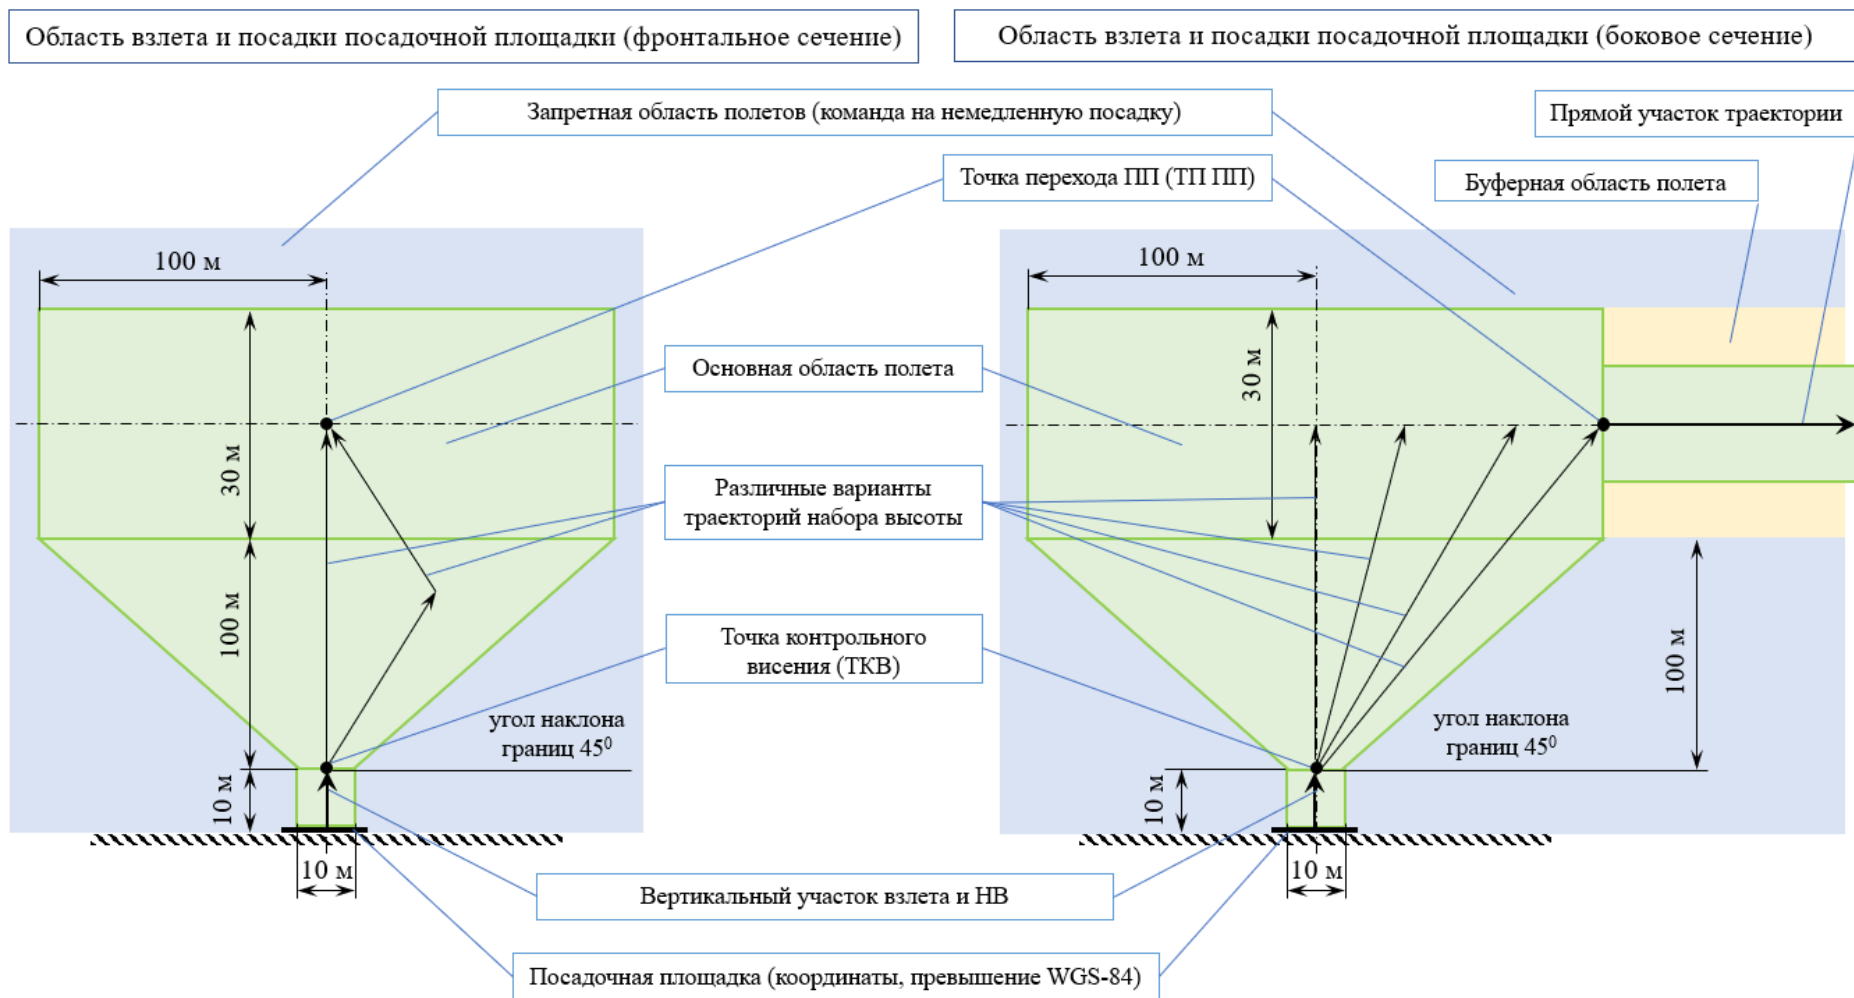 Область взлета и посадки посадочной площадки (фронтальное сечение)
Область взлета и посадки посадочной площадки (боковое сечение)
Запретная область полетов (команда на немедленную посадку)
Прямой участок траектории
Точка перехода ПП (ТП ПП)
Буферная область полета
100 м
100 м
30 м
30 м
Основная область полета
Различные варианты
траекторий набора высоты
100 м
100 м
Точка контрольного
висения (ТКВ)
угол наклона
границ 45⁰
угол наклона
границ 45⁰
10 м
10 м
10 м
10 м
Вертикальный участок взлета и НВ
Посадочная площадка (координаты, превышение WGS-84)